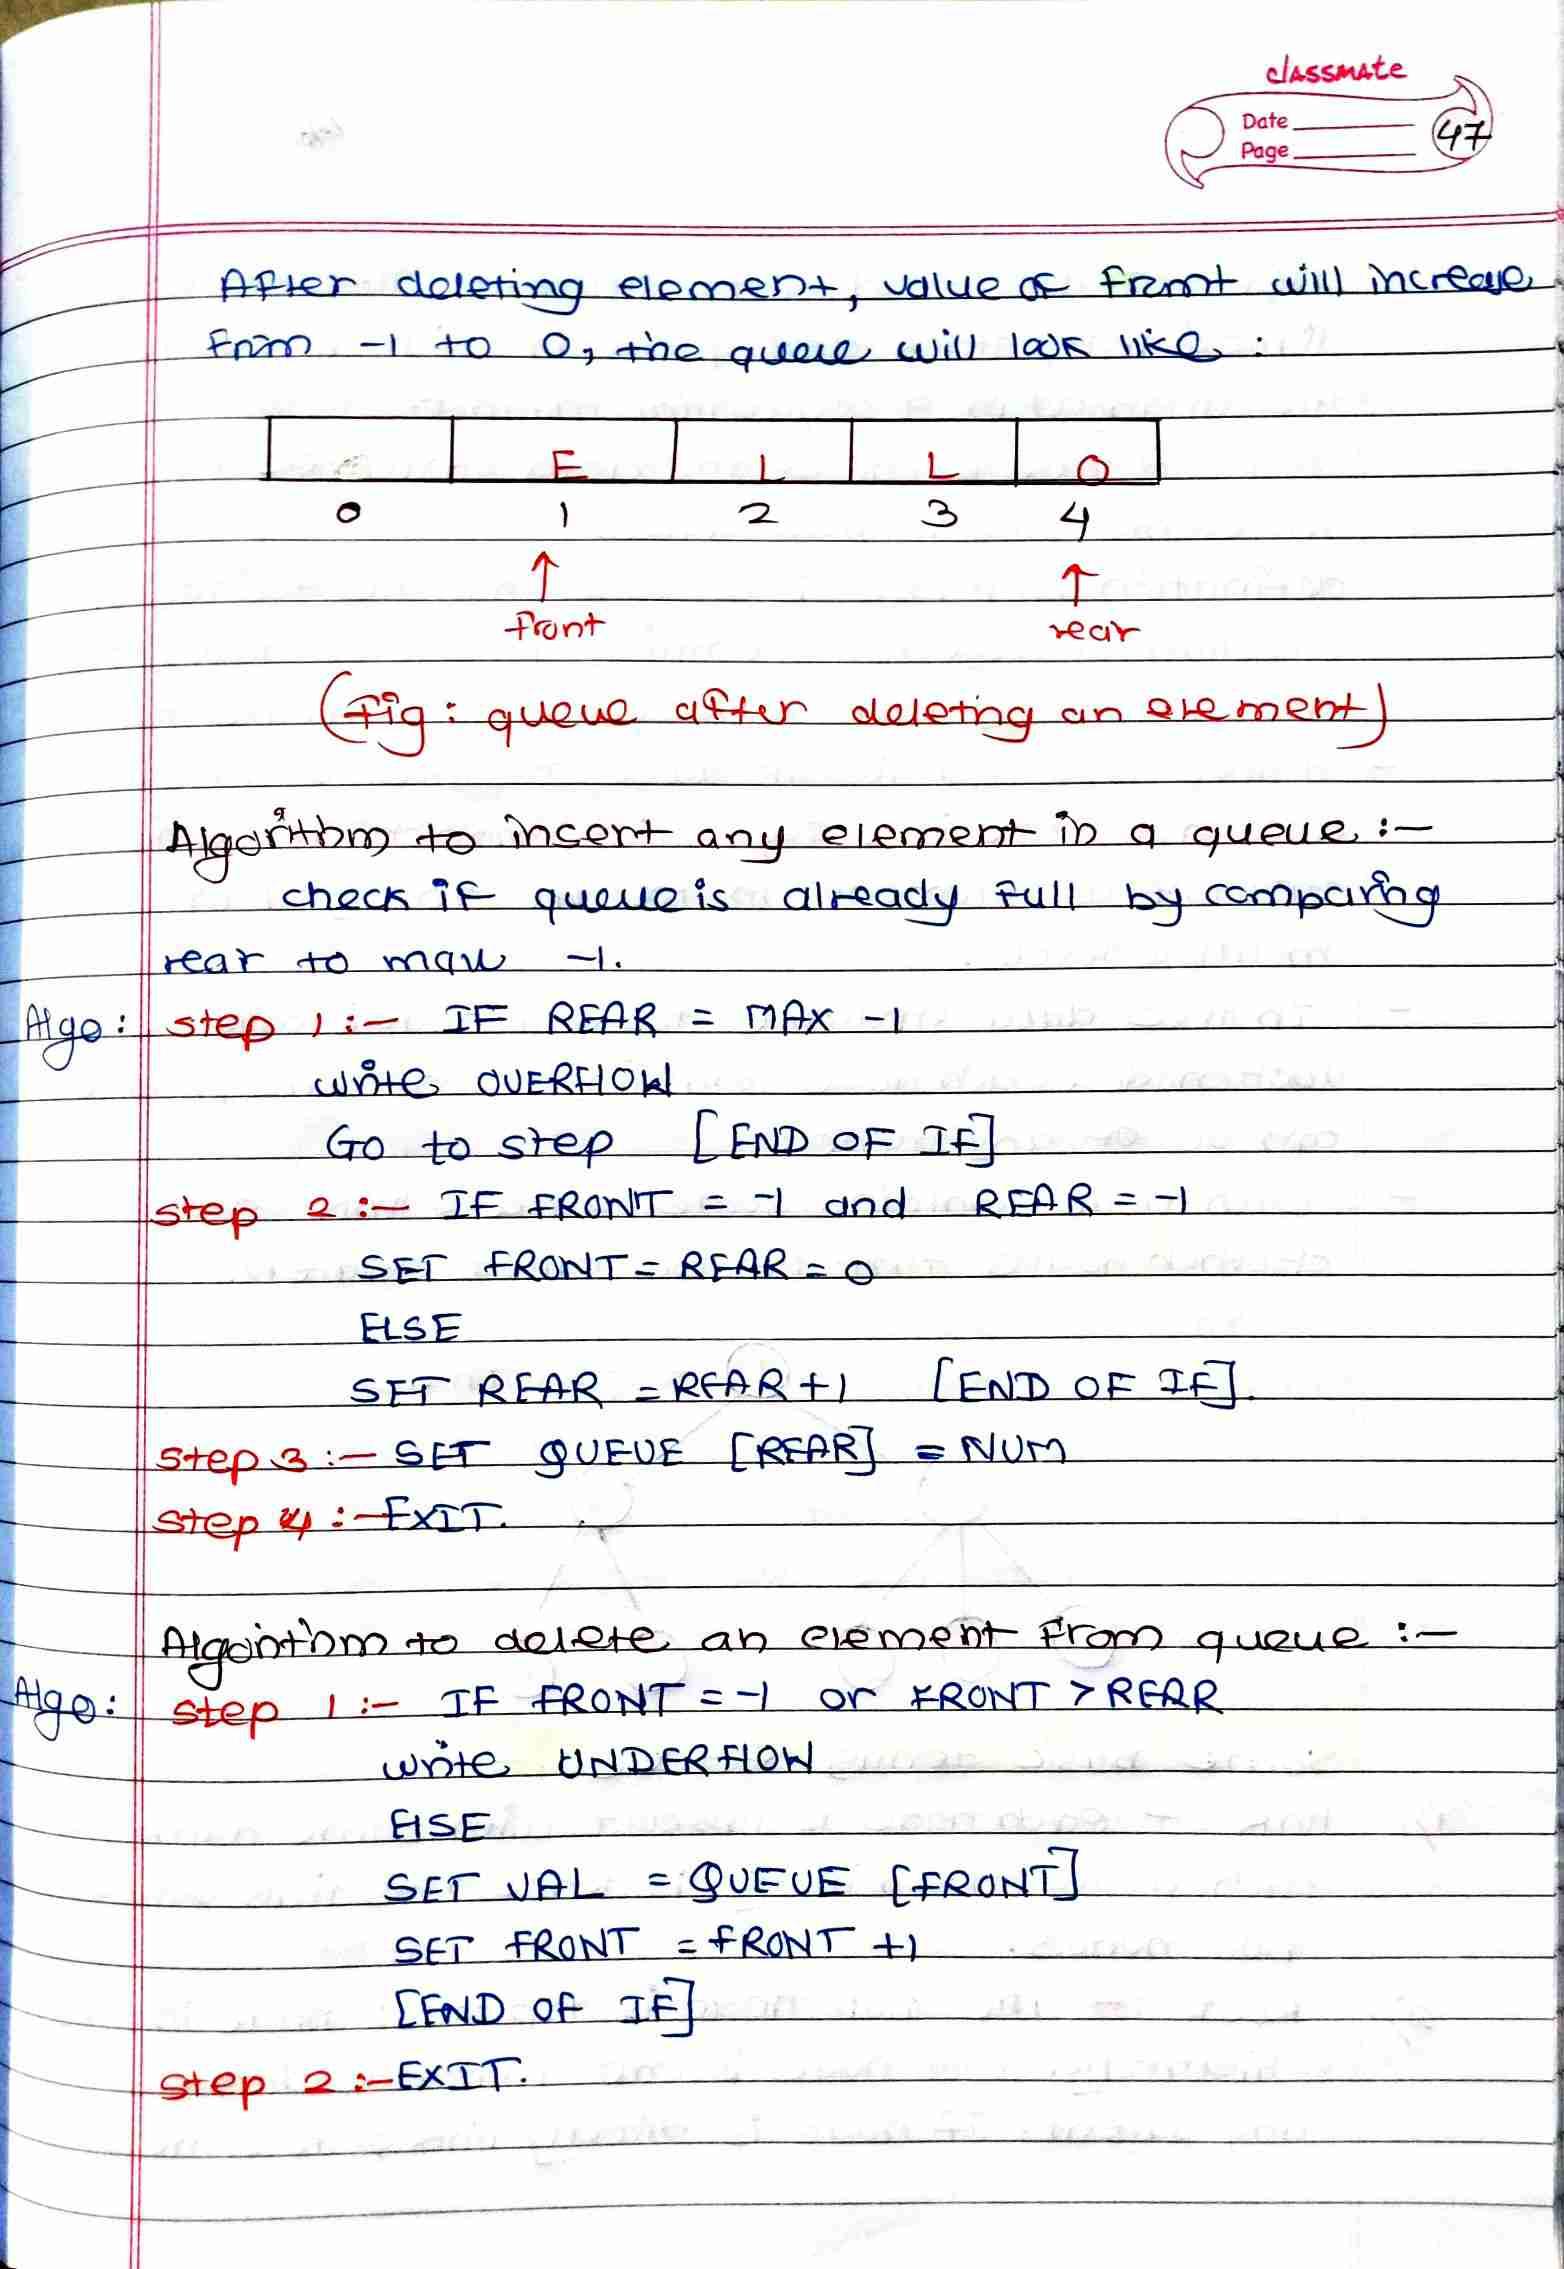 classmate
Date
Page
47
After deleting element, value of front will increase
from -1 to 0, the queue will look like :
E L L O
0 1 2 3 4
↑ ↑
front rear
(fig : queue after deleting an element)
Algorithm to insert any element in a queue :-
check if queue is already full by comparing
rear to max -1.
Algo : step 1 :- IF REAR = MAX -1
write OVERFLOW
Go to step [END OF IF]
step 2 :- IF FRONT = -1 and REAR = -1
SET FRONT = REAR = 0
ELSE
SET REAR = REAR+1 [END OF IF].
step 3 :- SET QUEUE [REAR] = NUM
step 4 :- EXIT.
Algorithm to delete an element from queue :-
Algo : step 1 :- IF FRONT = -1 or FRONT > REAR
write UNDERFLOW
ELSE
SET VAL = QUEUE [FRONT]
SET FRONT = FRONT +1
[END OF IF]
step 2 :- EXIT.